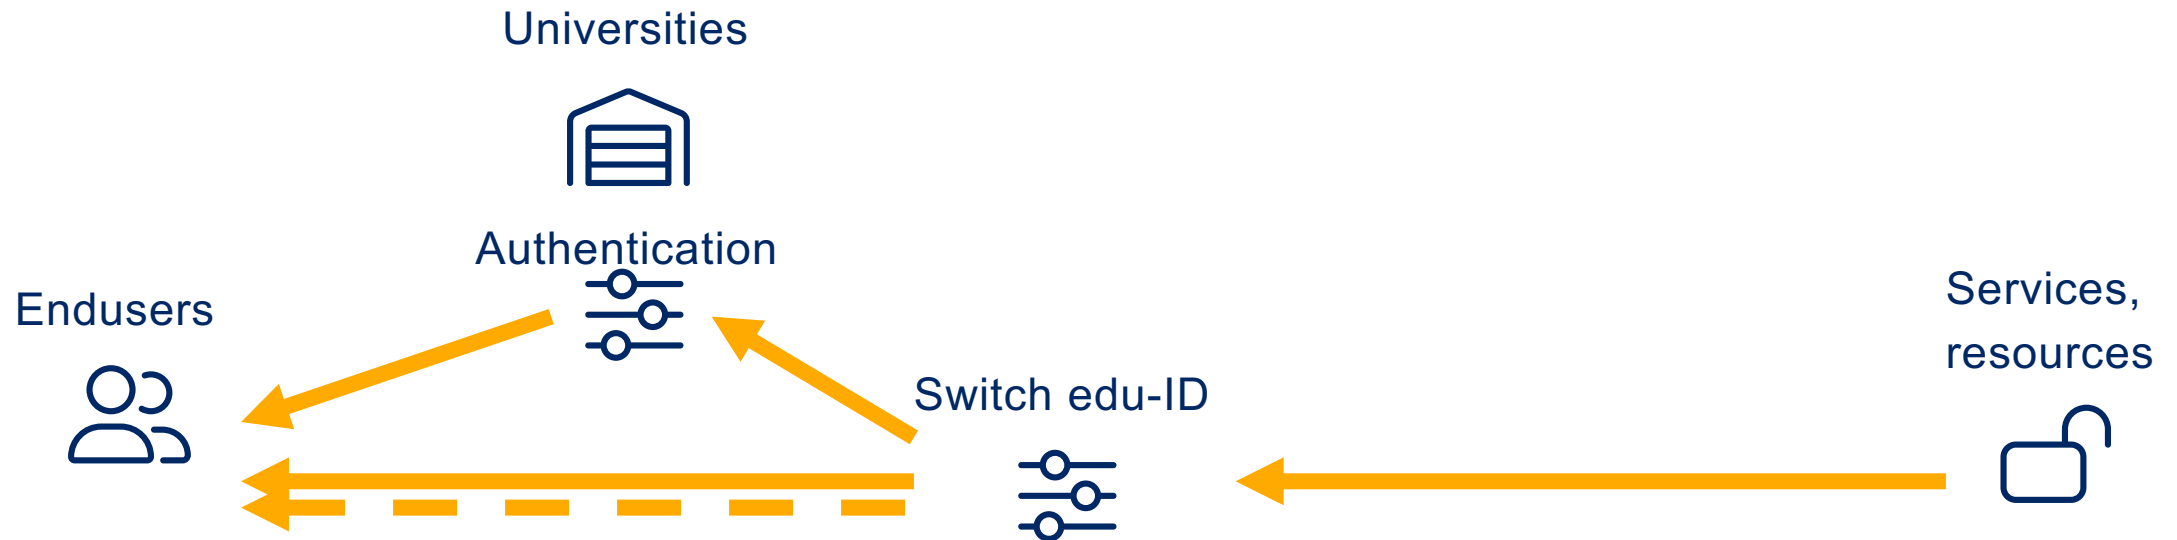 Universities
Authentication
Endusers
Switch edu-ID
Services,
resources